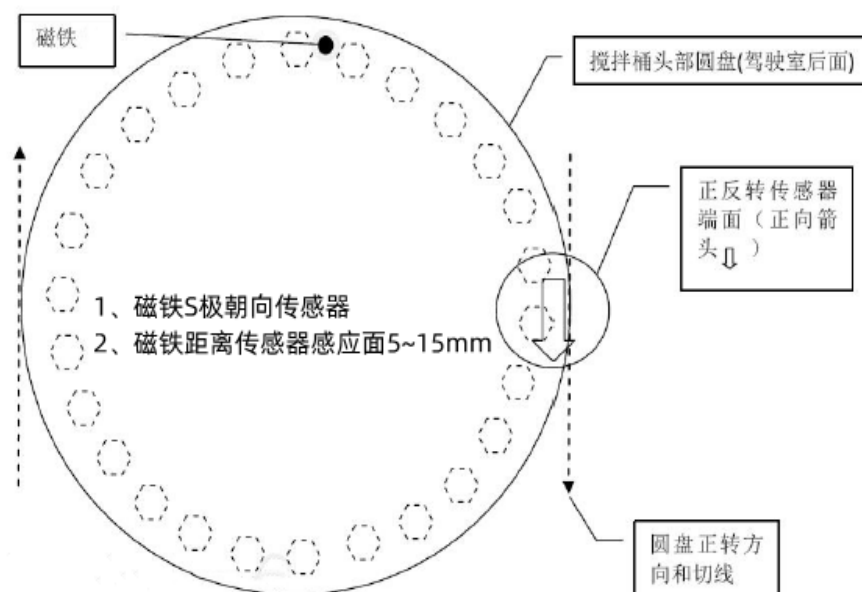 磁铁
搅拌桶头部圆盘(驾驶室后面)
正反转传感器
端面（正向箭
头⇩）
1、磁铁S极朝向传感器
2、磁铁距离传感器感应面5~15mm
圆盘正转方
向和切线